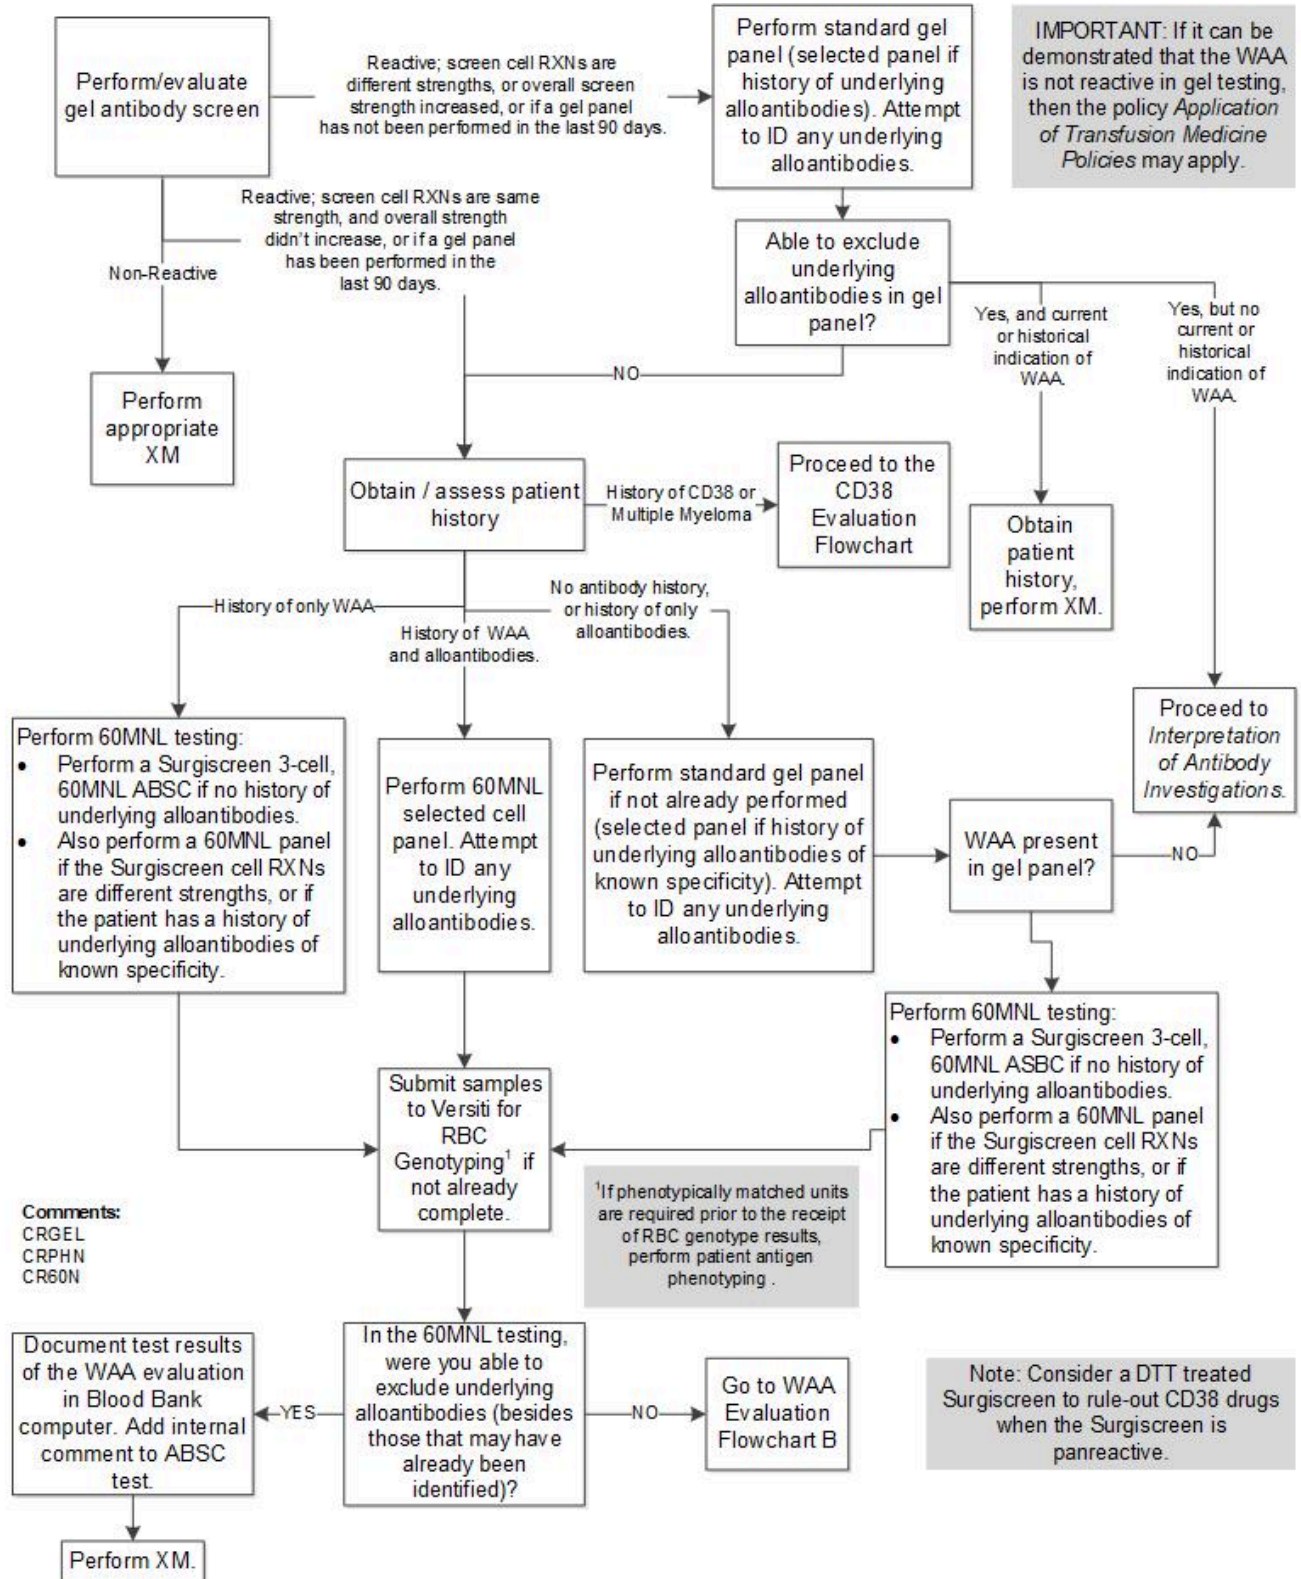 Perform/evaluate
gel antibody screen
Reactive; screen cell RXNs are
different strengths, or overall screen
strength increased, or if a gel panel
has not been performed in the last 90 days.
Perform standard gel
panel (selected panel if
history of underlying
alloantibodies). Attempt
to ID any underlying
alloantibodies.
IMPORTANT: If it can be
demonstrated that the WAA
is not reactive in gel testing,
then the policy Application
of Transfusion Medicine
Policies may apply.
Reactive; screen cell RXNs are same
strength, and overall strength
didn't increase, or if a gel panel
has been performed in the
last 90 days.
Non-Reactive
Able to exclude
underlying
alloantibodies in gel
panel?
Yes, and current
or historical
indication of
WAA.
Yes, but no
current or
historical
indication of
WAA.
NO
Perform
appropriate
XM
Obtain / assess patient
history
History of CD38 or
Multiple Myeloma
Proceed to the
CD38
Evaluation
Flowchart
Obtain
patient
history,
perform XM.
History of only WAA
History of WAA
and alloantibodies.
No antibody history,
or history of only
alloantibodies.
Proceed to
Interpretation
of Antibody
Investigations.
Perform 60MNL testing:
• Perform a Surgiscreen 3-cell,
60MNL ABSC if no history of
underlying alloantibodies.
• Also perform a 60MNL panel
if the Surgiscreen cell RXNs
are different strengths, or if
the patient has a history of
underlying alloantibodies of
known specificity.
Perform 60MNL
selected cell
panel. Attempt
to ID any
underlying
alloantibodies.
Perform standard gel panel
if not already performed
(selected panel if history of
underlying alloantibodies of
known specificity). Attempt
to ID any underlying
alloantibodies.
WAA present
in gel panel?
NO
Perform 60MNL testing:
• Perform a Surgiscreen 3-cell,
60MNL ASBC if no history of
underlying alloantibodies.
• Also perform a 60MNL panel
if the Surgiscreen cell RXNs
are different strengths, or if
the patient has a history of
underlying alloantibodies of
known specificity.
Submit samples
to Versiti for
RBC
Genotyping¹ if
not already
complete.
¹If phenotypically matched units
are required prior to the receipt
of RBC genotype results,
perform patient antigen
phenotyping .
Comments:
CRGEL
CRPHN
CR60N
Document test results
of the WAA evaluation
in Blood Bank
computer. Add internal
comment to ABSC
test.
YES
In the 60MNL testing,
were you able to
exclude underlying
alloantibodies (besides
those that may have
already been
identified)?
NO
Go to WAA
Evaluation
Flowchart B
Note: Consider a DTT treated
Surgiscreen to rule-out CD38 drugs
when the Surgiscreen is
panreactive.
Perform XM.